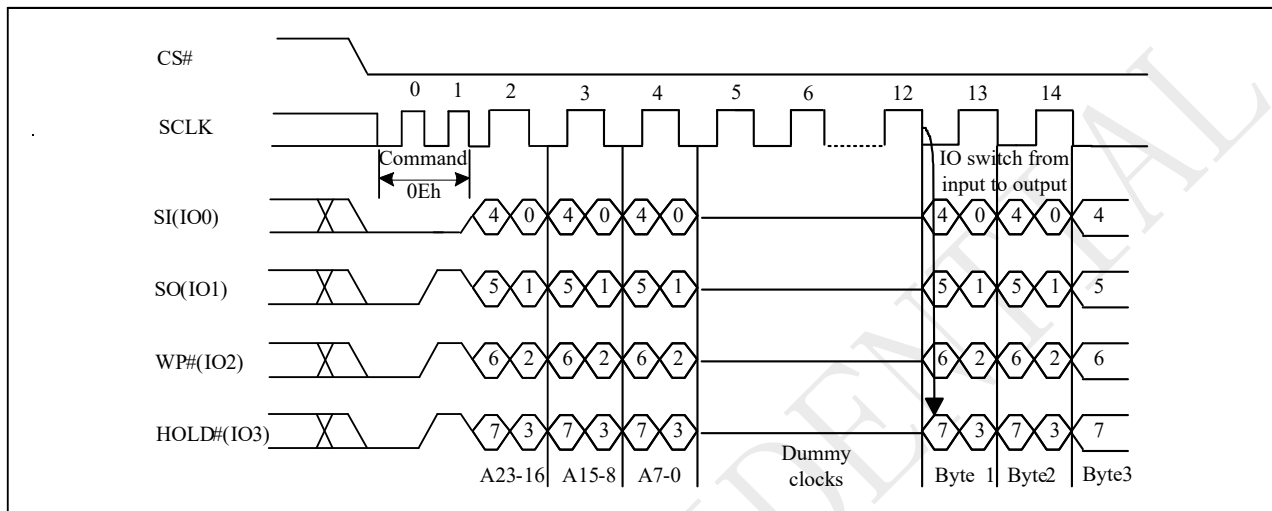 CS#
0 1 2 3 4 5 6 12 13 14
SCLK
Command
0Eh
IO switch from
input to output
SI(IO0)
4 0 4 0 4 0 4 0 4 0 4
SO(IO1)
5 1 5 1 5 1 5 1 5 1 5
WP#(IO2)
6 2 6 2 6 2 6 2 6 2 6
HOLD#(IO3)
7 3 7 3 7 3 7 3 7 3 7
A23-16 A15-8 A7-0
Dummy
clocks
Byte 1 Byte2 Byte3
DENTIAL